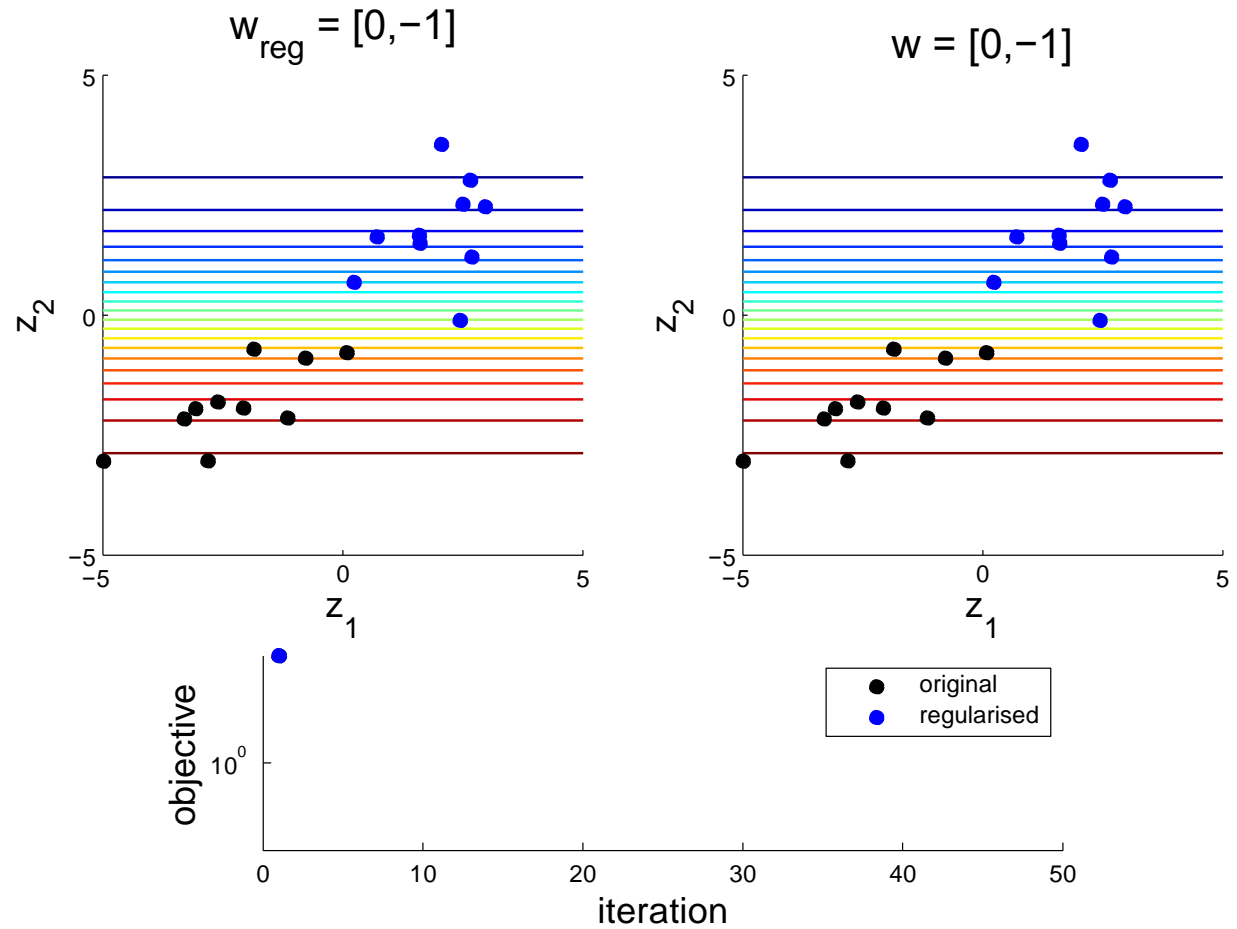 w_reg = [0,−1]
w = [0,−1]
5
z_2
0
−5
−5
0
5
z_1
5
z_2
0
−5
−5
0
5
z_1
objective
10^0
0
10
20
30
40
50
iteration
original
regularised